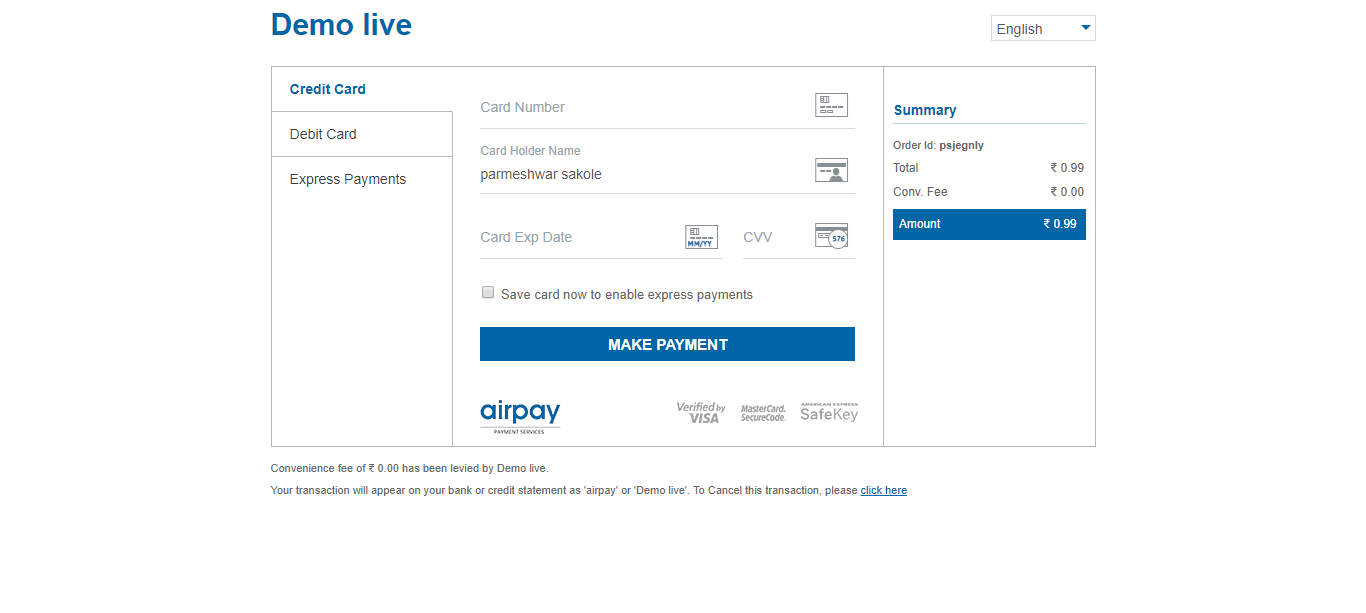 Demo live
English
Credit Card
Debit Card
Express Payments
Card Number
Card Holder Name
parmeshwar sakole
Card Exp Date
MM/YY
CVV
576
Save card now to enable express payments
MAKE PAYMENT
airpay
PAYMENT SERVICES
Verified by
VISA
MasterCard.
SecureCode.
AMERICAN EXPRESS
SafeKey
Summary
Order Id: psjegnly
Total ₹ 0.99
Conv. Fee ₹ 0.00
Amount ₹ 0.99
Convenience fee of ₹ 0.00 has been levied by Demo live.
Your transaction will appear on your bank or credit statement as 'airpay' or 'Demo live'. To Cancel this transaction, please click here